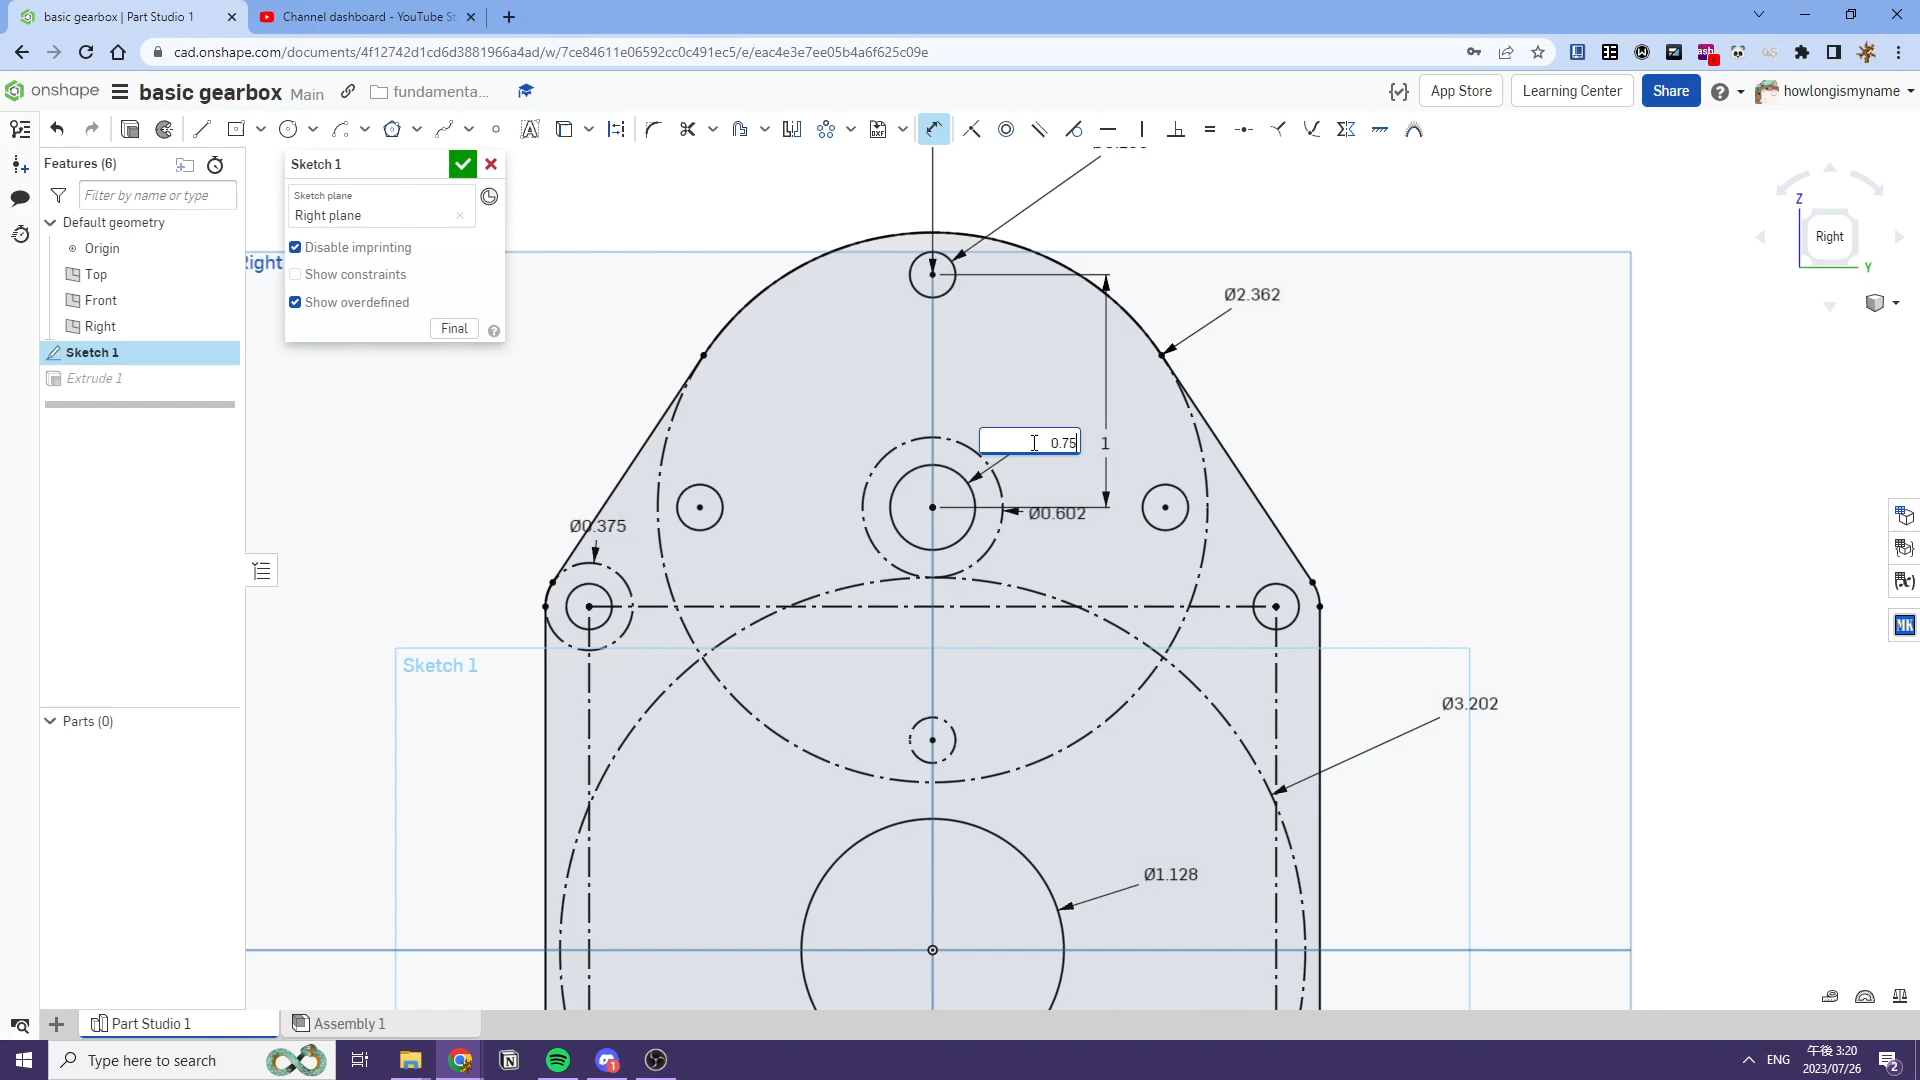 basic gearbox | Part Studio 1
Channel dashboard - YouTube St
cad.onshape.com/documents/4f12742d1cd6d3881966a4ad/w/7ce84611e06592cc0c491ec5/e/eac4e3e7ee05b4a6f625c09e
onshape
basic gearbox Main
fundamenta...
App Store
Learning Center
Share
howlongismyname
Features (6)
Filter by name or type
Default geometry
Origin
Top
Front
Right
Sketch 1
Extrude 1
Parts (0)
Sketch 1
Sketch plane
Right plane
Disable imprinting
Show constraints
Show overdefined
Final
Right
Ø2.362
0.75
1
Ø0.602
Ø0.375
Sketch 1
Ø3.202
Ø1.128
Z
Right
Y
MK
Part Studio 1
Assembly 1
Type here to search
ENG
午後 3:20
2023/07/26
1
2